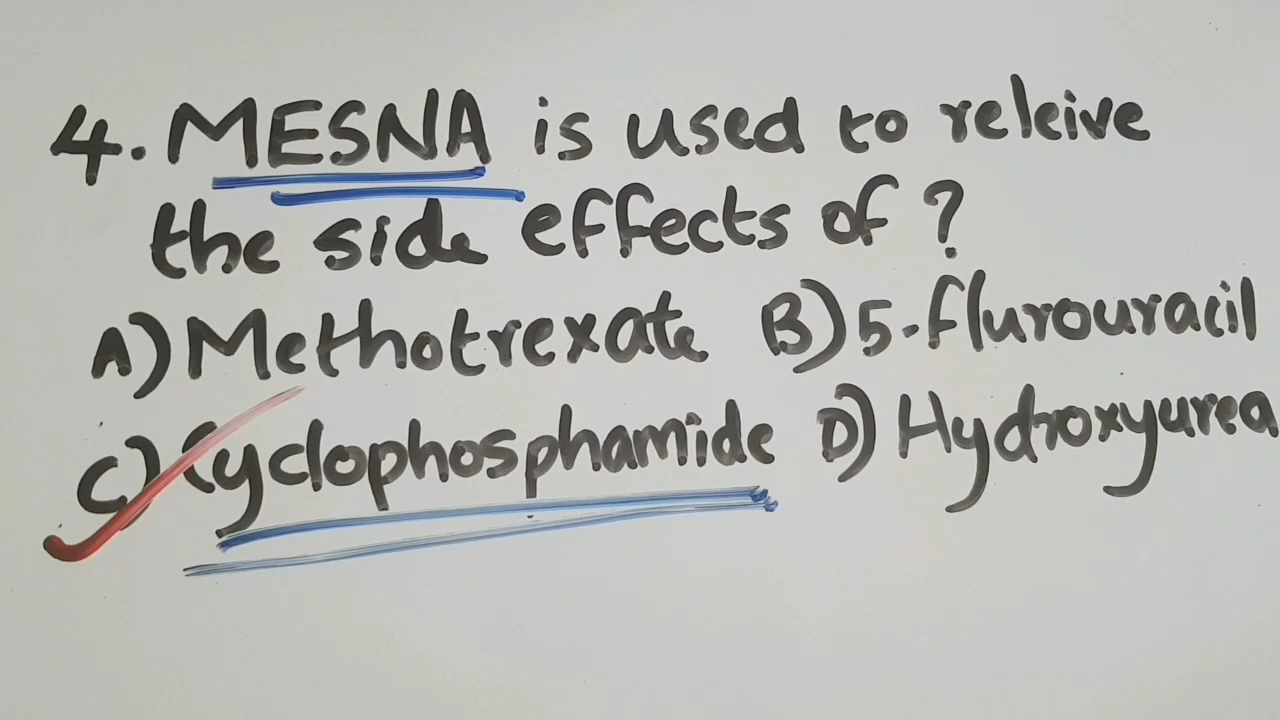 4. MESNA is used to releive
the side effects of ?
A) Methotrexate B) 5-flurouracil
C) Cyclophosphamide D) Hydroxyurea